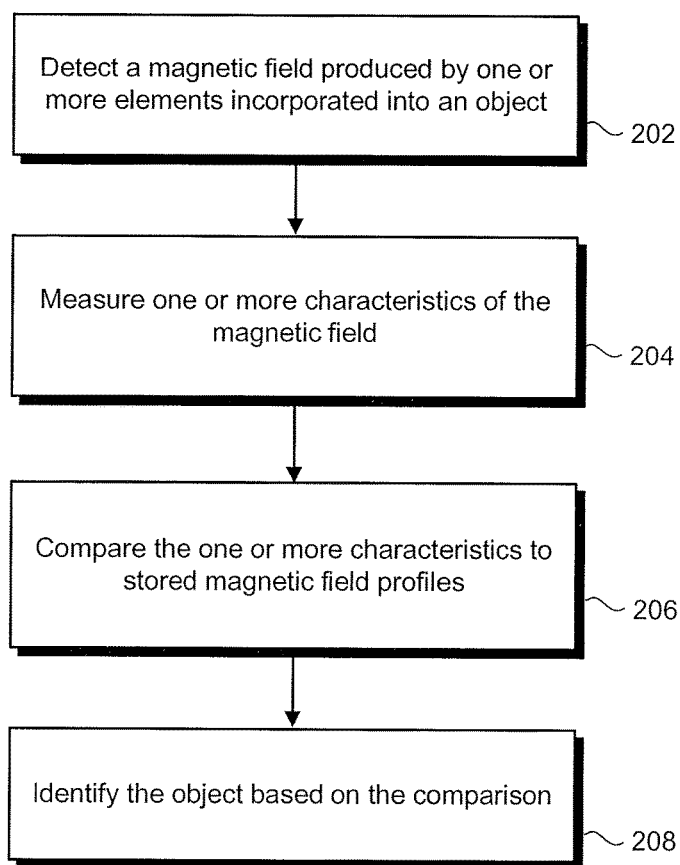 Detect a magnetic field produced by one or
more elements incorporated into an object
202
Measure one or more characteristics of the
magnetic field
204
Compare the one or more characteristics to
stored magnetic field profiles
206
Identify the object based on the comparison
208